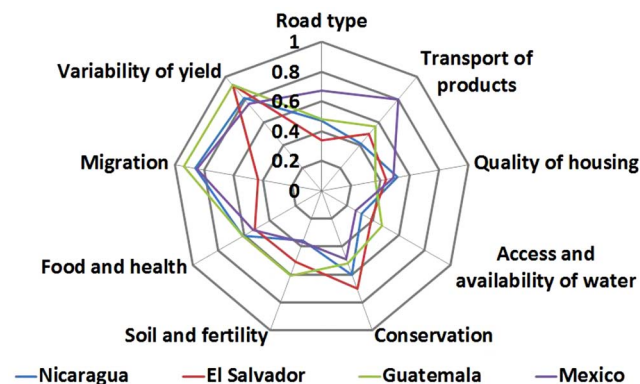 Road type
1
0.8
0.6
0.4
0.2
0
Transport of
products
Quality of housing
Access and
availability of water
Conservation
Soil and fertility
Food and health
Migration
Variability of yield
Nicaragua El Salvador Guatemala Mexico